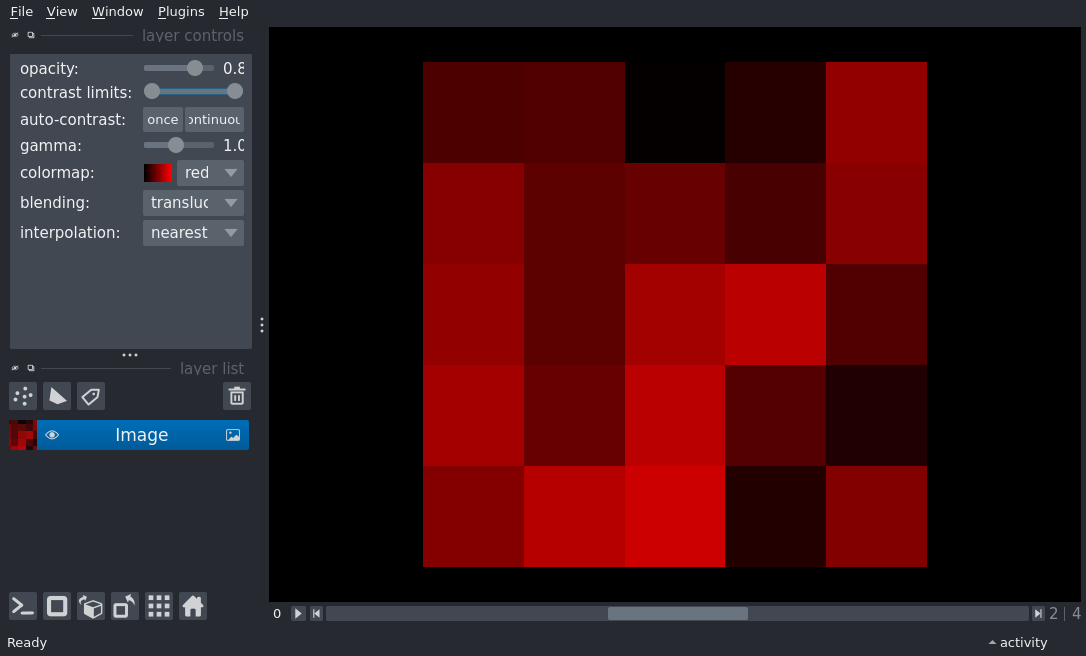 File View Window Plugins Help
layer controls
opacity: 0.8
contrast limits:
auto-contrast: once ontinuou
gamma: 1.0
colormap: red
blending: transluc
interpolation: nearest
layer list
Image
0 2 | 4
Ready activity